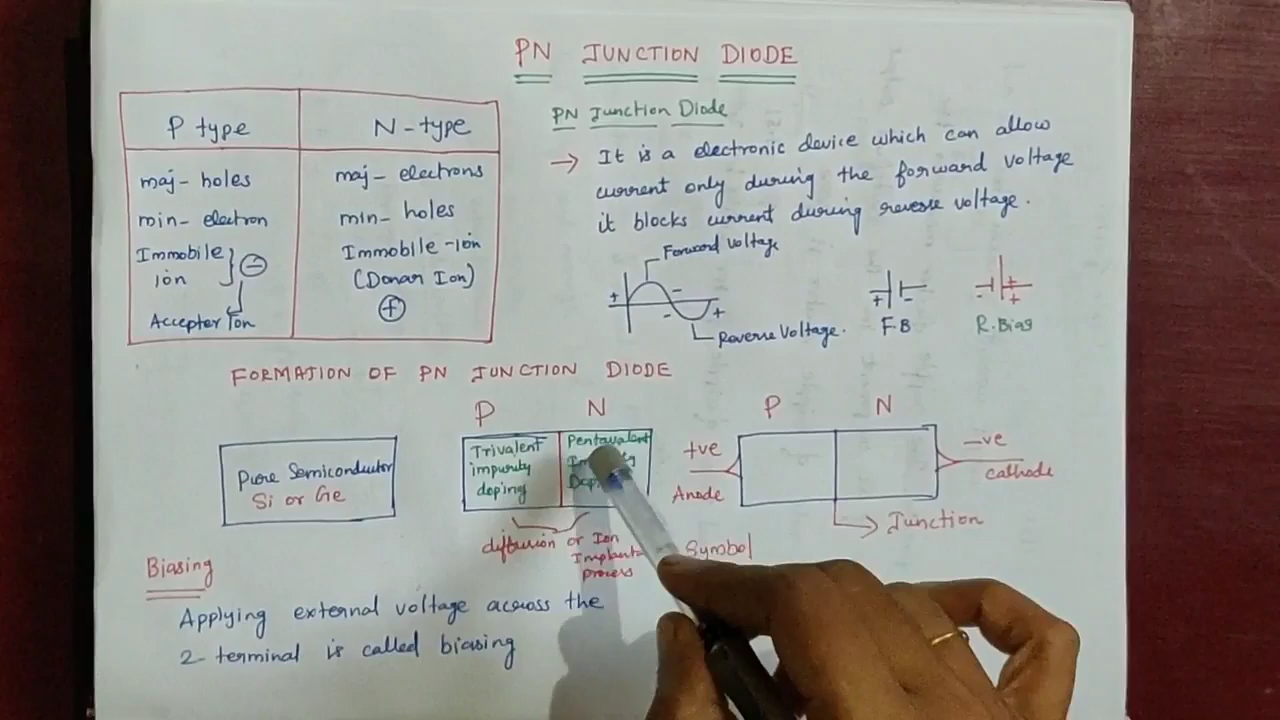 PN JUNCTION DIODE
P type
N-type
maj- holes
maj- electrons
min- electron
min- holes
Immobile
ion
-
Immobile-ion
(Donar Ion)
+
Accepter Ion
PN Junction Diode
→ It is a electronic device which can allow
current only during the forward voltage
it blocks current during reverse voltage.
Forward Voltage
+ -
- +
Reverse Voltage.
+ -
F.B
- +
+
R.Bias
FORMATION OF PN JUNCTION DIODE
Pure Semiconductor
Si or Ge
P N
Trivalent
impurity
doping
Pentavalent
diffusion or Ion
Implant
process
P N
+ve
Anode
-ve
cathode
Junction
Symbol
Biasing
Applying external voltage across the
2- terminal is called biasing